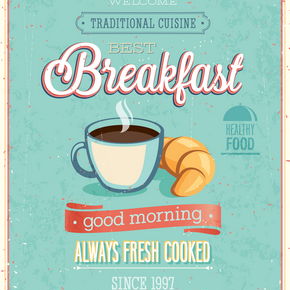 WELCOME
TRADITIONAL CUISINE
BEST
Breakfast
HEALTHY
FOOD
good morning
ALWAYS FRESH COOKED
SINCE 1997